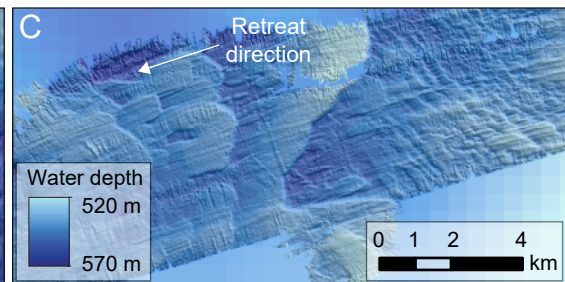 C
Retreat
direction
Water depth
520 m
570 m
0 1 2 4
km